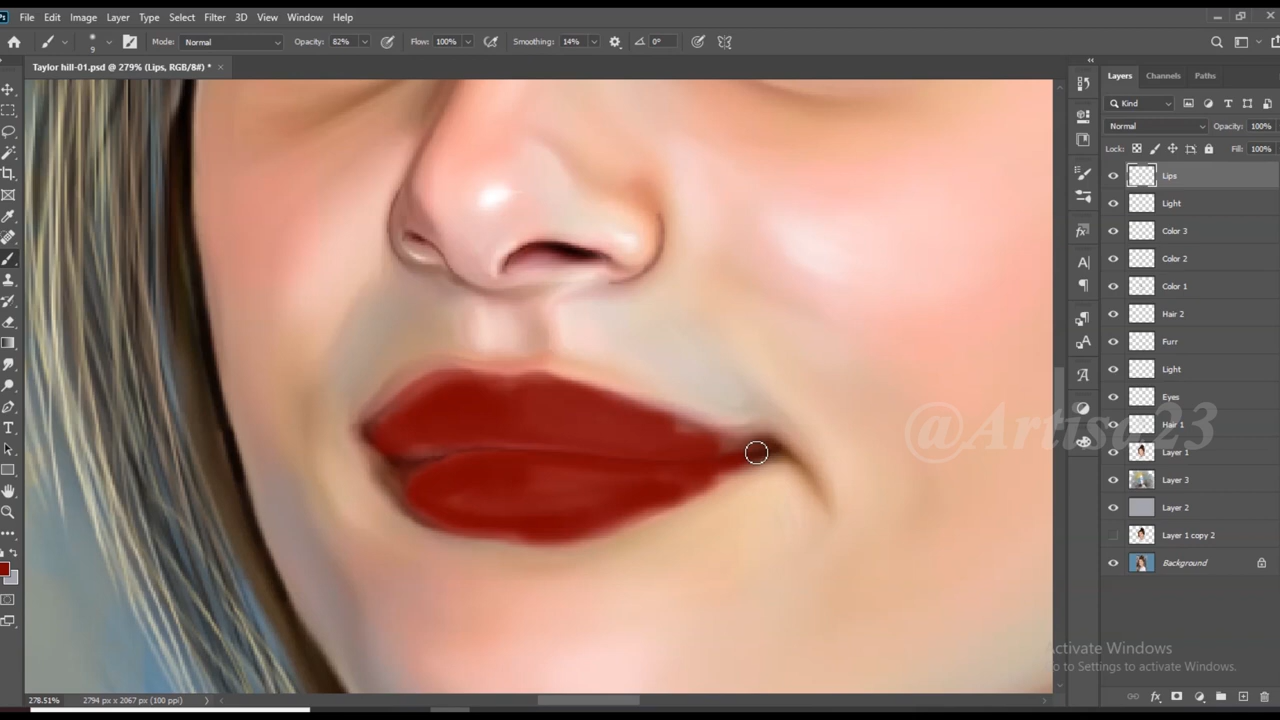 Ps File Edit Image Layer Type Select Filter 3D View Window Help
9 Mode: Normal Opacity: 82% Flow: 100% Smoothing: 14% 0°
Taylor hill-01.psd @ 279% (Lips, RGB/8#) * ×
Layers Channels Paths
Kind
Normal Opacity: 100%
Lock: Fill: 100%
Lips
Light
Color 3
Color 2
Color 1
Hair 2
Furr
Light
Eyes
Hair 1
Layer 1
Layer 3
Layer 2
Layer 1 copy 2
Background
@Artisa23
Activate Windows
Go to Settings to activate Windows.
278.51% 2794 px x 2067 px (100 ppi)